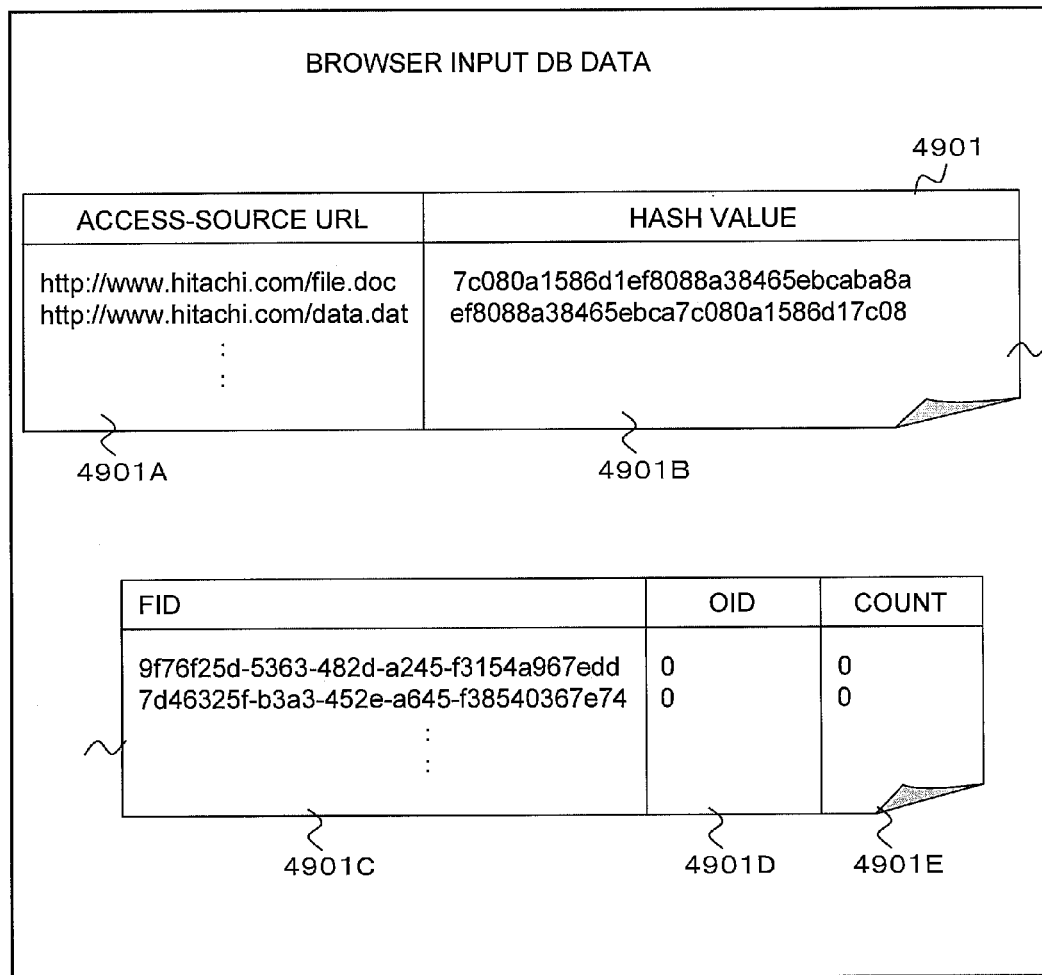 BROWSER INPUT DB DATA
4901
ACCESS-SOURCE URL HASH VALUE
http://www.hitachi.com/file.doc 7c080a1586d1ef8088a38465ebcaba8a
http://www.hitachi.com/data.dat ef8088a38465ebca7c080a1586d17c08
:
:
4901A 4901B
FID OID COUNT
9f76f25d-5363-482d-a245-f3154a967edd 0 0
7d46325f-b3a3-452e-a645-f38540367e74 0 0
:
:
4901C 4901D 4901E